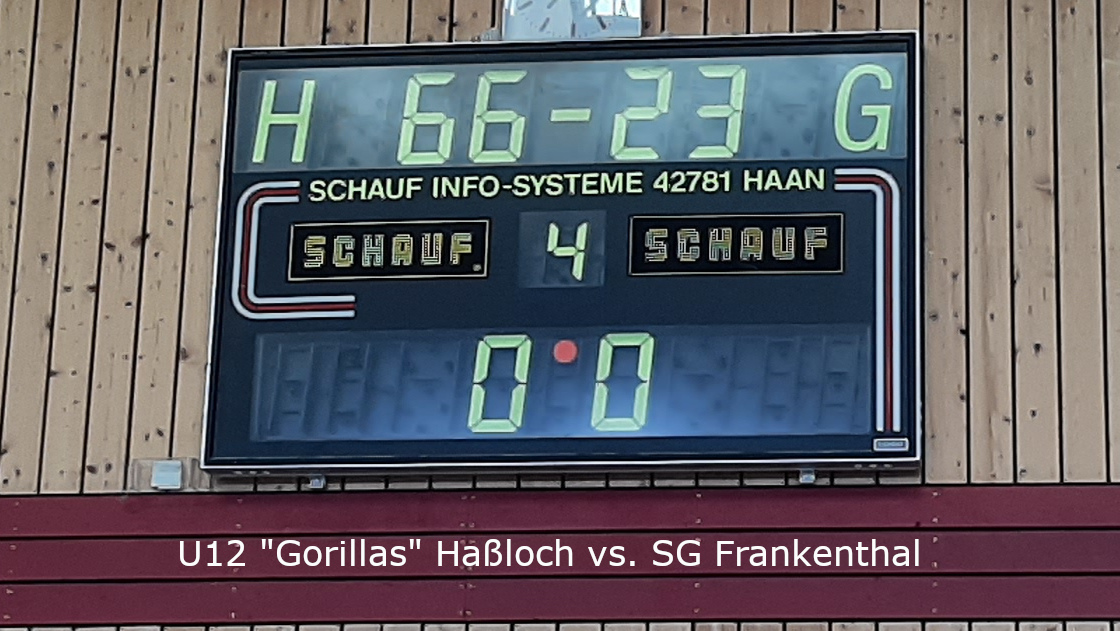 H 66-23 G
SCHAUF INFO-SYSTEME 42781 HAAN
SCHAUF 4 SCHAUF
0 0
U12 "Gorillas" Haßloch vs. SG Frankenthal